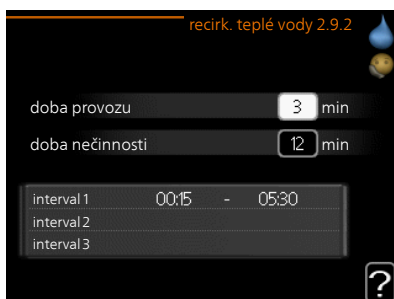 recirk. teplé vody 2.9.2
doba provozu 3 min
doba nečinnosti 12 min
interval 1 00:15 - 05:30
interval 2
interval 3
?